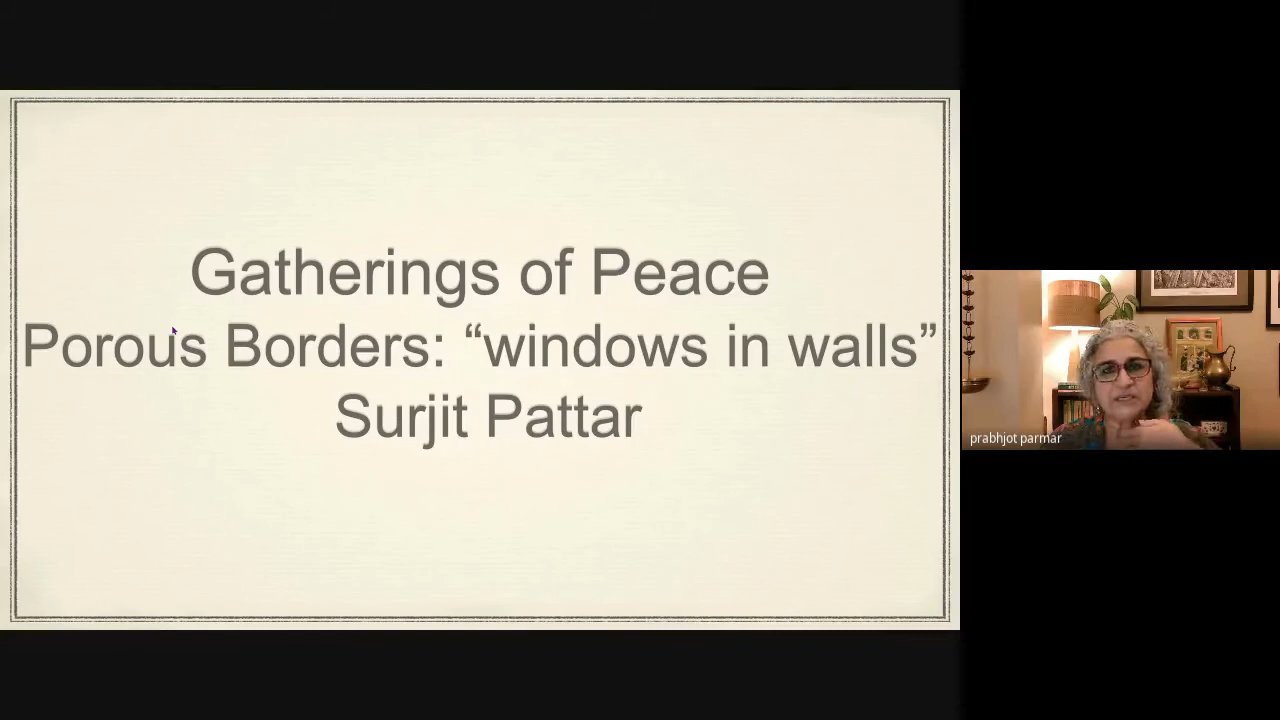 Gatherings of Peace
Porous Borders: “windows in walls”
Surjit Pattar
prabhjot parmar